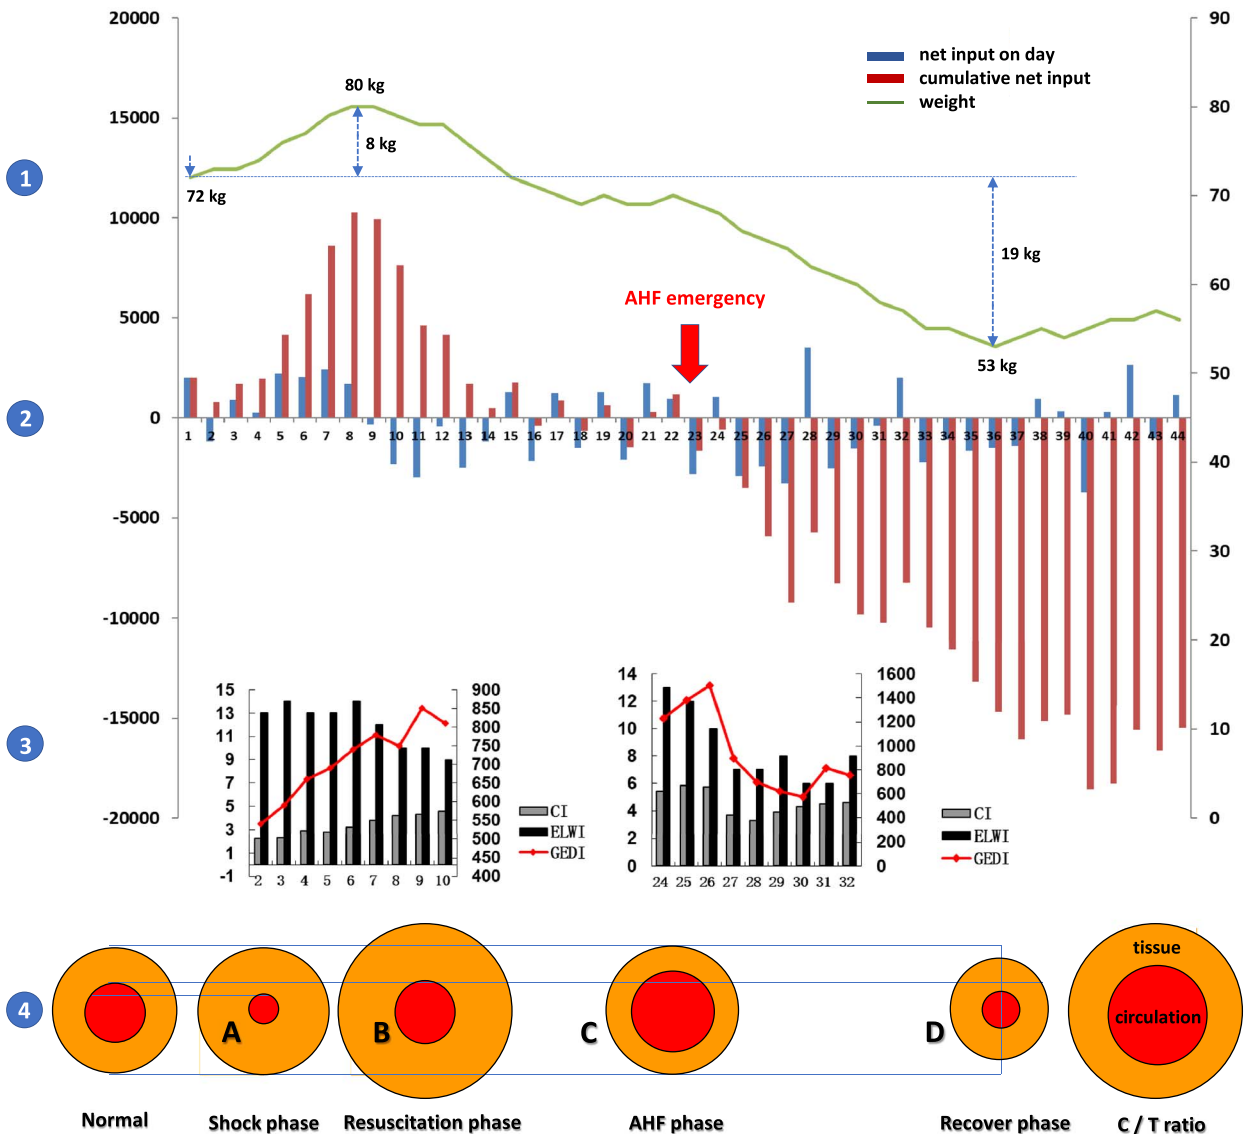 20000
15000
10000
5000
0
-5000
-10000
-15000
-20000
90
80
70
60
50
40
30
20
10
0
net input on day
cumulative net input
weight
1
80 kg
8 kg
72 kg
19 kg
53 kg
AHF emergency
2
1 2 3 4 5 6 7 8 9 10 11 12 13 14 15 16 17 18 19 20 21 22 23 24 25 26 27 28 29 30 31 32 33 34 35 36 37 38 39 40 41 42 43 44
3
15
13
11
9
7
5
3
1
-1
900
850
800
750
700
650
600
550
500
450
400
2 3 4 5 6 7 8 9 10
CI
ELWI
GEDI
14
12
10
8
6
4
2
0
1600
1400
1200
1000
800
600
400
200
0
24 25 26 27 28 29 30 31 32
CI
ELWI
GEDI
4
A
B
C
D
tissue
circulation
Normal
Shock phase
Resuscitation phase
AHF phase
Recover phase
C / T ratio